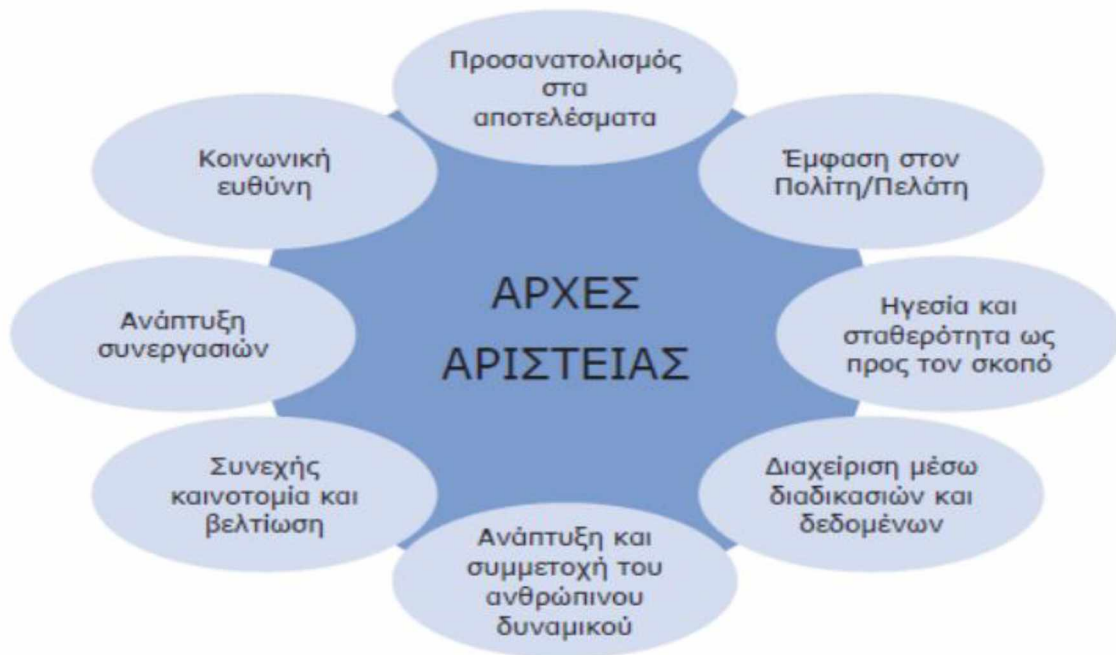 Προσανατολισμός
στα
αποτελέσματα
Έμφαση στον
Πολίτη/Πελάτη
Ηγεσία και
σταθερότητα ως
προς τον σκοπό
Διαχείριση μέσω
διαδικασιών και
δεδομένων
Ανάπτυξη και
συμμετοχή του
ανθρώπινου
δυναμικού
Συνεχής
καινοτομία και
βελτίωση
Ανάπτυξη
συνεργασιών
Κοινωνική
ευθύνη
ΑΡΧΕΣ
ΑΡΙΣΤΕΙΑΣ